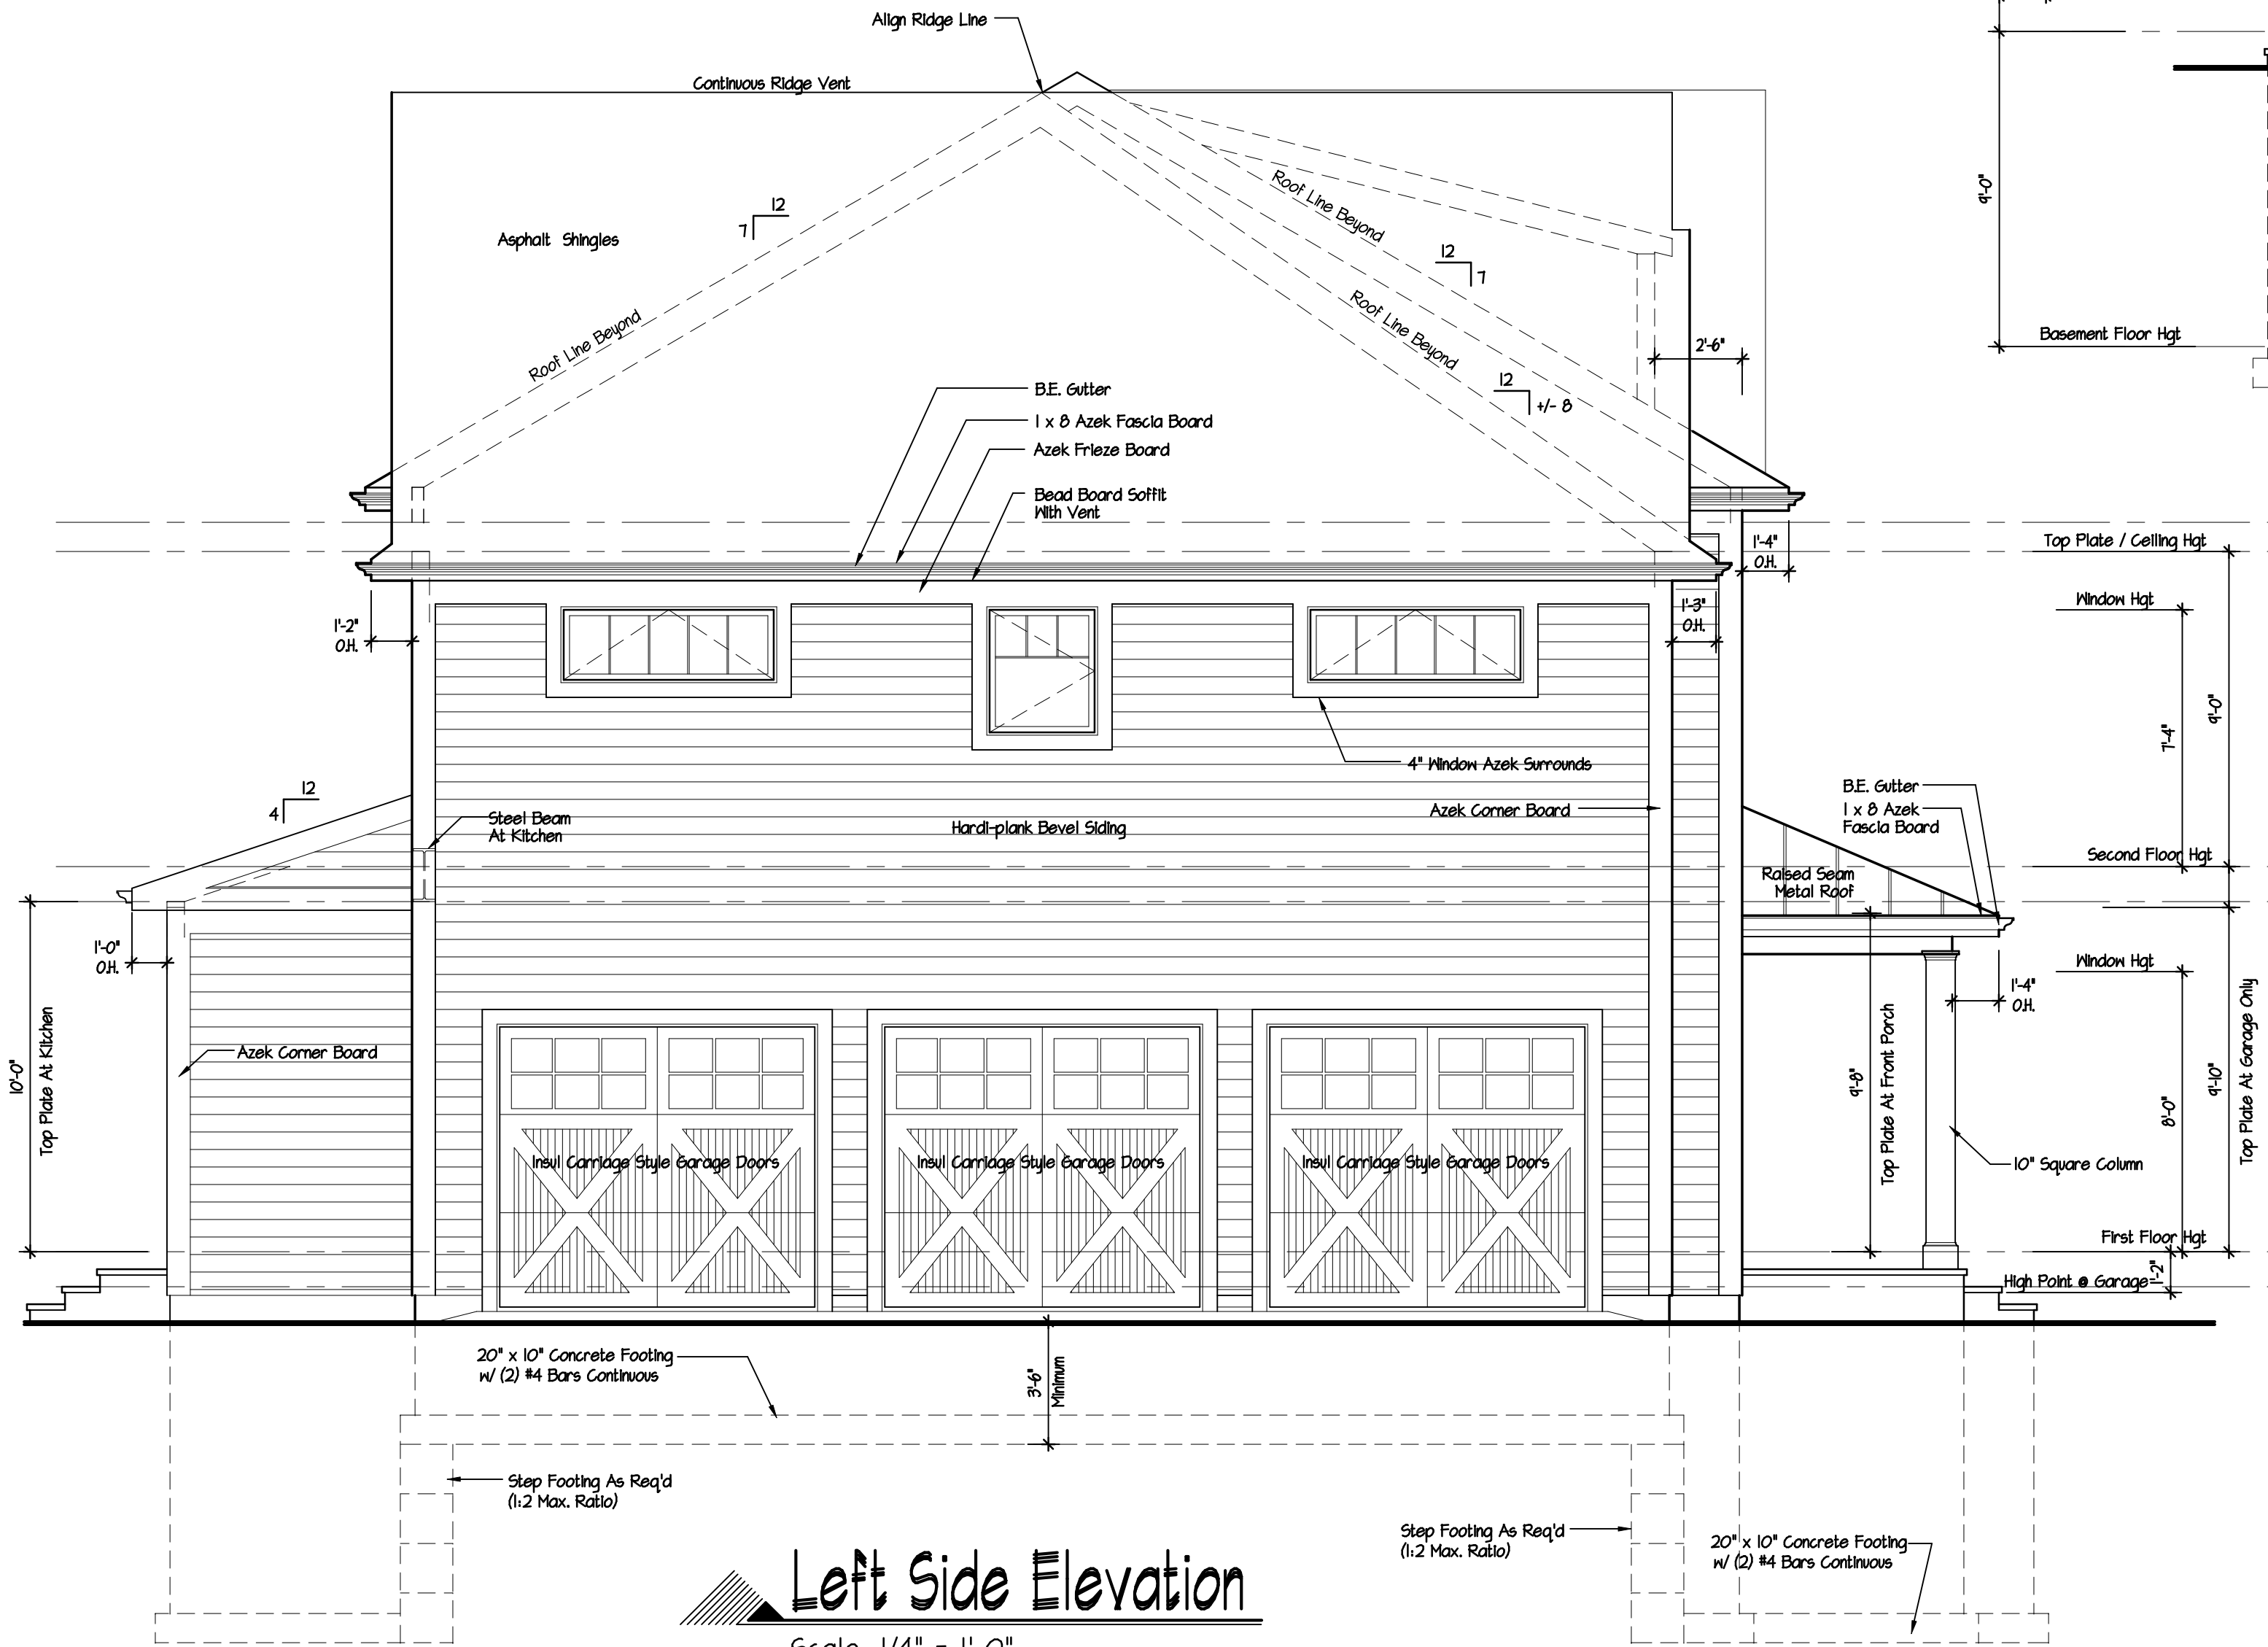 Align Ridge Line
Continuous Ridge Vent
12
7
Asphalt Shingles
Roof Line Beyond
Roof Line Beyond
12
7
Roof Line Beyond
12
+/- 8
2'-6"
9'-0"
Basement Floor Hgt
B.E. Gutter
1 x 8 Azek Fascia Board
Azek Frieze Board
Bead Board Soffit
With Vent
1'-4"
O.H.
Top Plate / Ceiling Hgt
Window Hgt
1'-2"
O.H.
1'-3"
O.H.
9'-0"
7'-4"
4" Window Azek Surrounds
12
4
Steel Beam
At Kitchen
Hardi-plank Bevel Siding
Azek Corner Board
B.E. Gutter
1 x 8 Azek
Fascia Board
Second Floor Hgt
Raised Seam
Metal Roof
1'-0"
O.H.
Window Hgt
1'-4"
O.H.
10'-0"
Top Plate At Kitchen
Azek Corner Board
9'-8"
Top Plate At Front Porch
8'-0"
9'-10"
Top Plate At Garage Only
Insul Carriage Style Garage Doors
Insul Carriage Style Garage Doors
Insul Carriage Style Garage Doors
10" Square Column
First Floor Hgt
High Point @ Garage
1'-2"
20" x 10" Concrete Footing
w/ (2) #4 Bars Continuous
3'-6"
Minimum
Step Footing As Req'd
(1:2 Max. Ratio)
Step Footing As Req'd
(1:2 Max. Ratio)
20" x 10" Concrete Footing
w/ (2) #4 Bars Continuous
Left Side Elevation
Scale 1/4" = 1'-0"